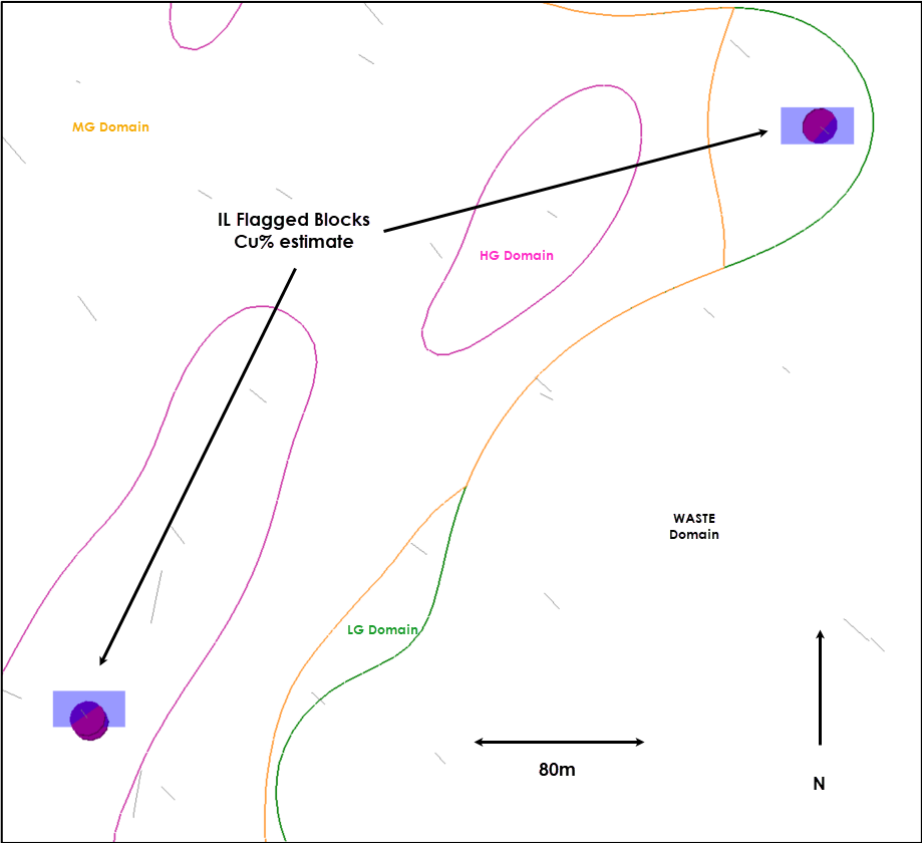 MG Domain
IL Flagged Blocks
Cu% estimate
HG Domain
WASTE
Domain
LG Domain
80m
N